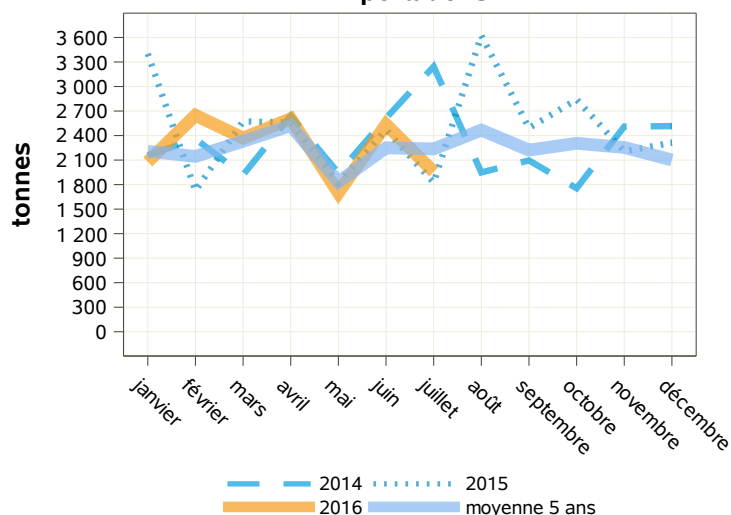 3 600
3 300
3 000
2 700
2 400
2 100
1 800
1 500
1 200
900
600
300
0
tonnes
janvier
février
mars
avril
mai
juin
juillet
août
septembre
octobre
novembre
décembre
2014
2015
2016
moyenne 5 ans